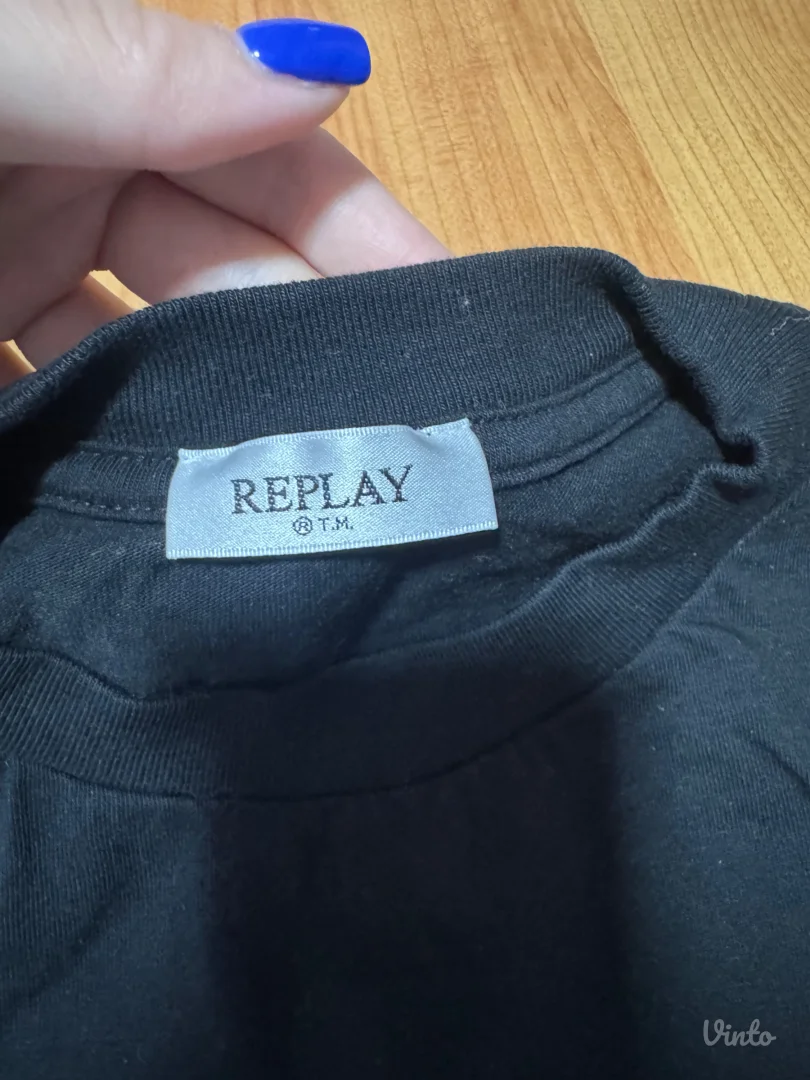 REPLAY
® T.M.
Vinto